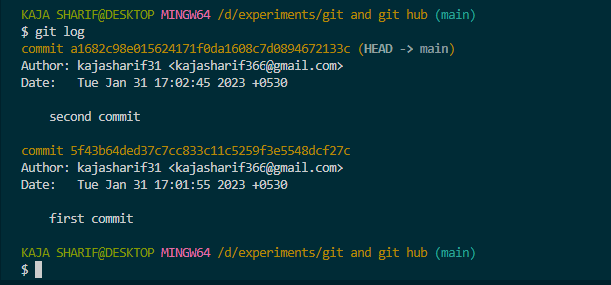 KAJA SHARIF@DESKTOP MINGW64 /d/experiments/git and git hub (main)
$ git log
commit a1682c98e015624171f0da1608c7d0894672133c (HEAD -> main)
Author: kajasharif31 <kajasharif366@gmail.com>
Date:   Tue Jan 31 17:02:45 2023 +0530
second commit
commit 5f43b64ded37c7cc833c11c5259f3e5548dcf27c
Author: kajasharif31 <kajasharif366@gmail.com>
Date:   Tue Jan 31 17:01:55 2023 +0530
first commit
KAJA SHARIF@DESKTOP MINGW64 /d/experiments/git and git hub (main)
$